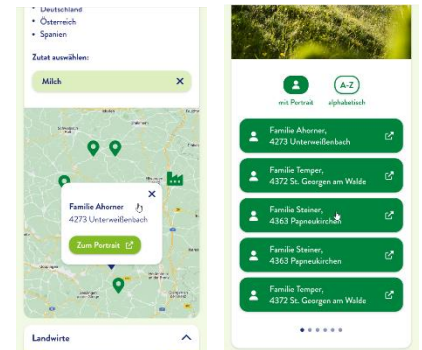 • Deutschland
• Österreich
• Spanien
Zutat auswählen:
Milch
Familie Ahorner
4273 Unterweißenbach
Zum Portrait
Landwirte
A-Z
mit Portrait
alphabetisch
Familie Ahorner,
4273 Unterweißenbach
Familie Temper,
4372 St. Georgen am Walde
Familie Steiner,
4363 Papneukirchen
Familie Steiner,
4363 Papneukirchen
Familie Temper,
4372 St. Georgen am Walde